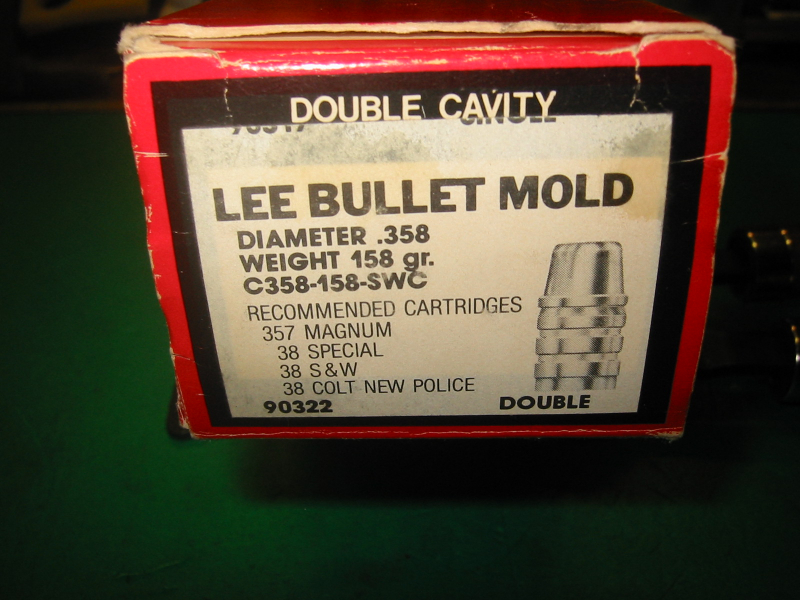 DOUBLE CAVITY
LEE BULLET MOLD
DIAMETER .358
WEIGHT 158 gr.
C358-158-SWC
RECOMMENDED CARTRIDGES
357 MAGNUM
38 SPECIAL
38 S&W
38 COLT NEW POLICE
90322 DOUBLE